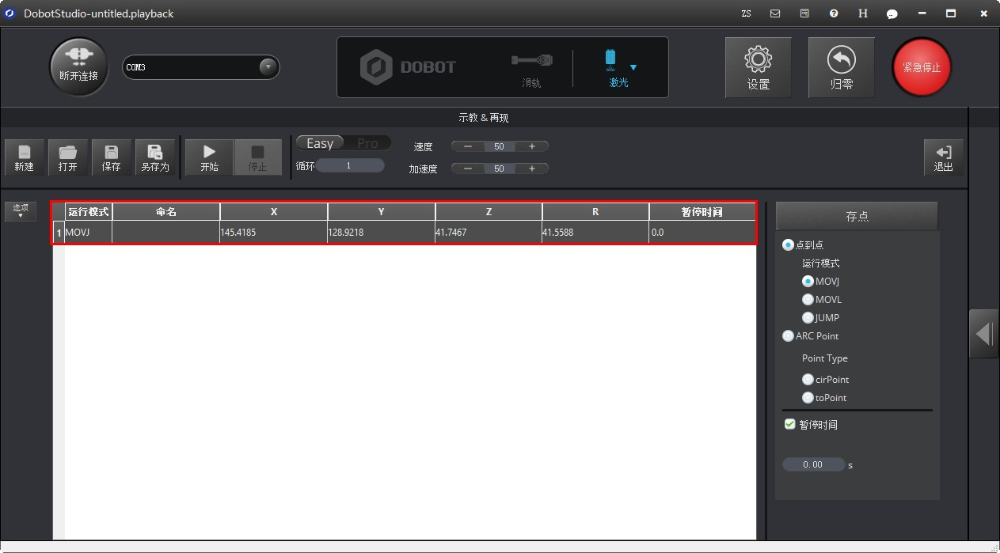 DobotStudio-untitled.playback ZS H
断开连接 COM3 DOBOT 滑轨 激光 设置 归零 紧急停止
示教 & 再现
新建 打开 保存 另存为 开始 停止 Easy Pro 速度 50 退出
循环 1 加速度 50
选项
运行模式 命名 X Y Z R 暂停时间
1 MOVJ 145.4185 128.9218 41.7467 41.5588 0.0
存点
点到点
运行模式
MOVJ
MOVL
JUMP
ARC Point
Point Type
cirPoint
toPoint
暂停时间
0.00 s